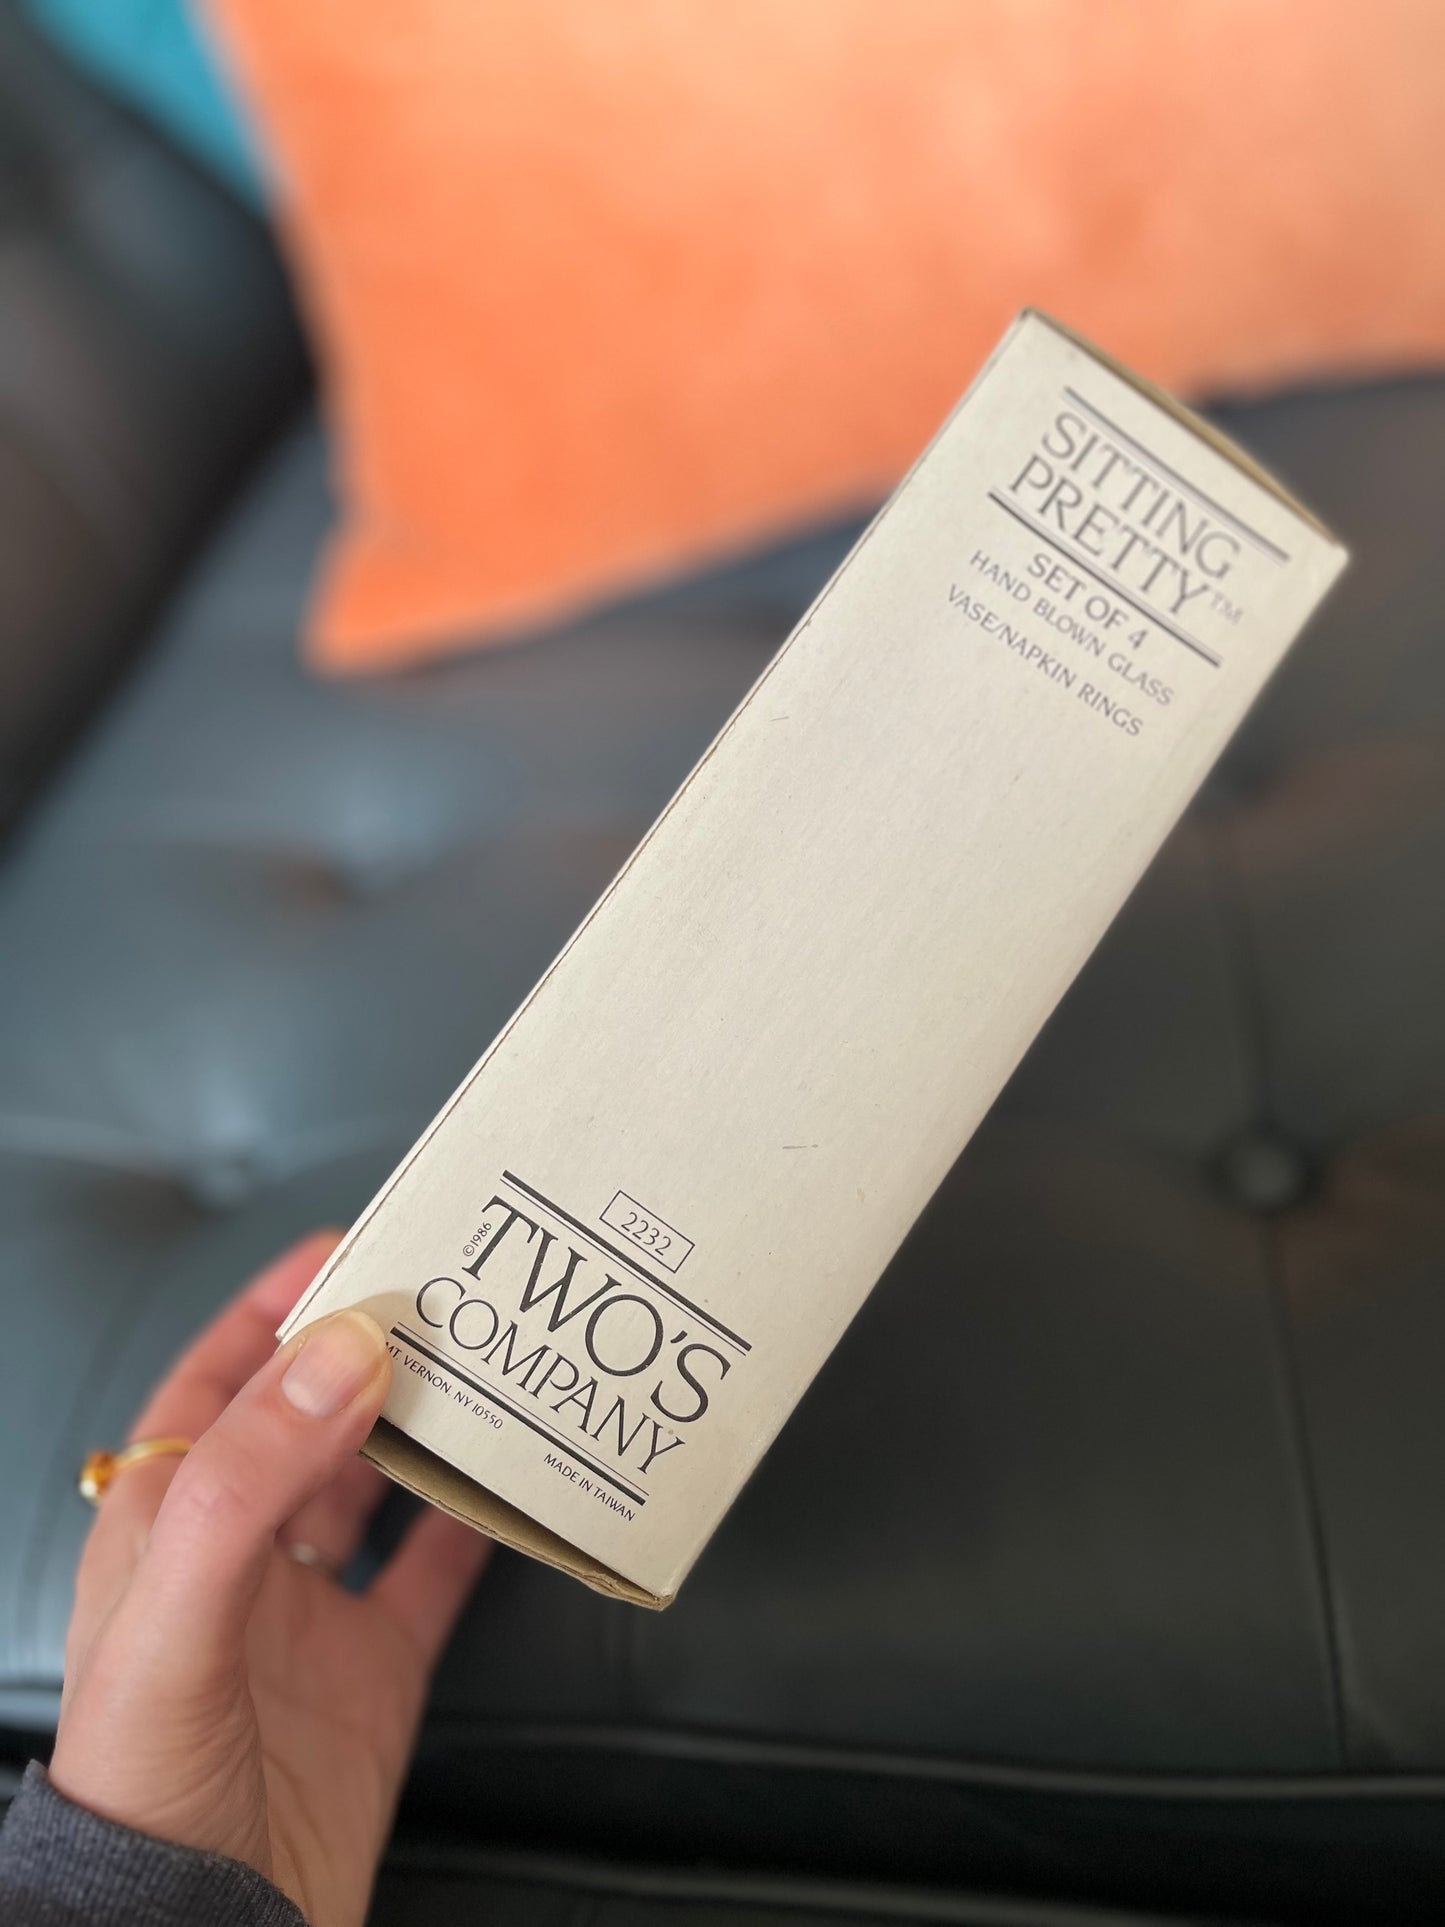 SITTING
PRETTY™
SET OF 4
HAND BLOWN GLASS
VASE/NAPKIN RINGS
2232
©1986
TWO'S
COMPANY
MT. VERNON, NY 10550
MADE IN TAIWAN